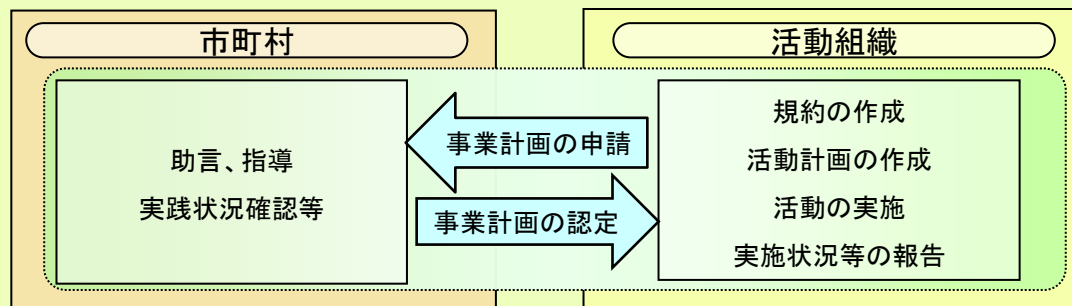 市町村
活動組織
助言、指導
実践状況確認等
事業計画の申請
事業計画の認定
規約の作成
活動計画の作成
活動の実施
実施状況等の報告